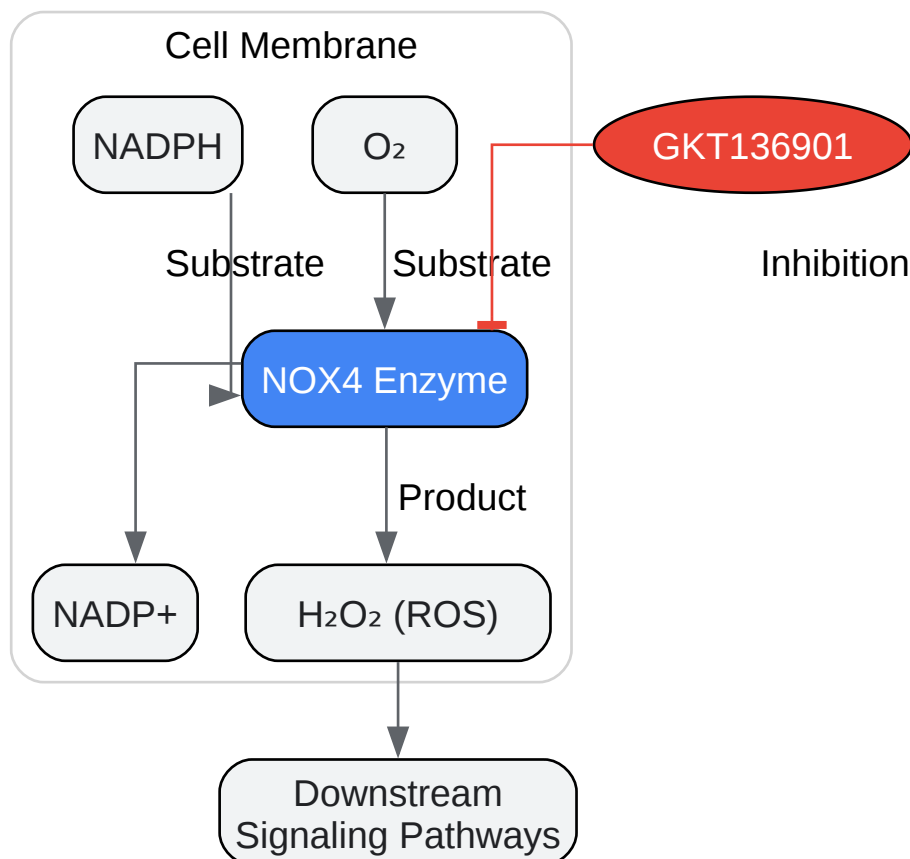 Cell Membrane
NADPH
O₂
GKT136901
Substrate
Substrate
Inhibition
NOX4 Enzyme
Product
NADP+
H₂O₂ (ROS)
Downstream
Signaling Pathways